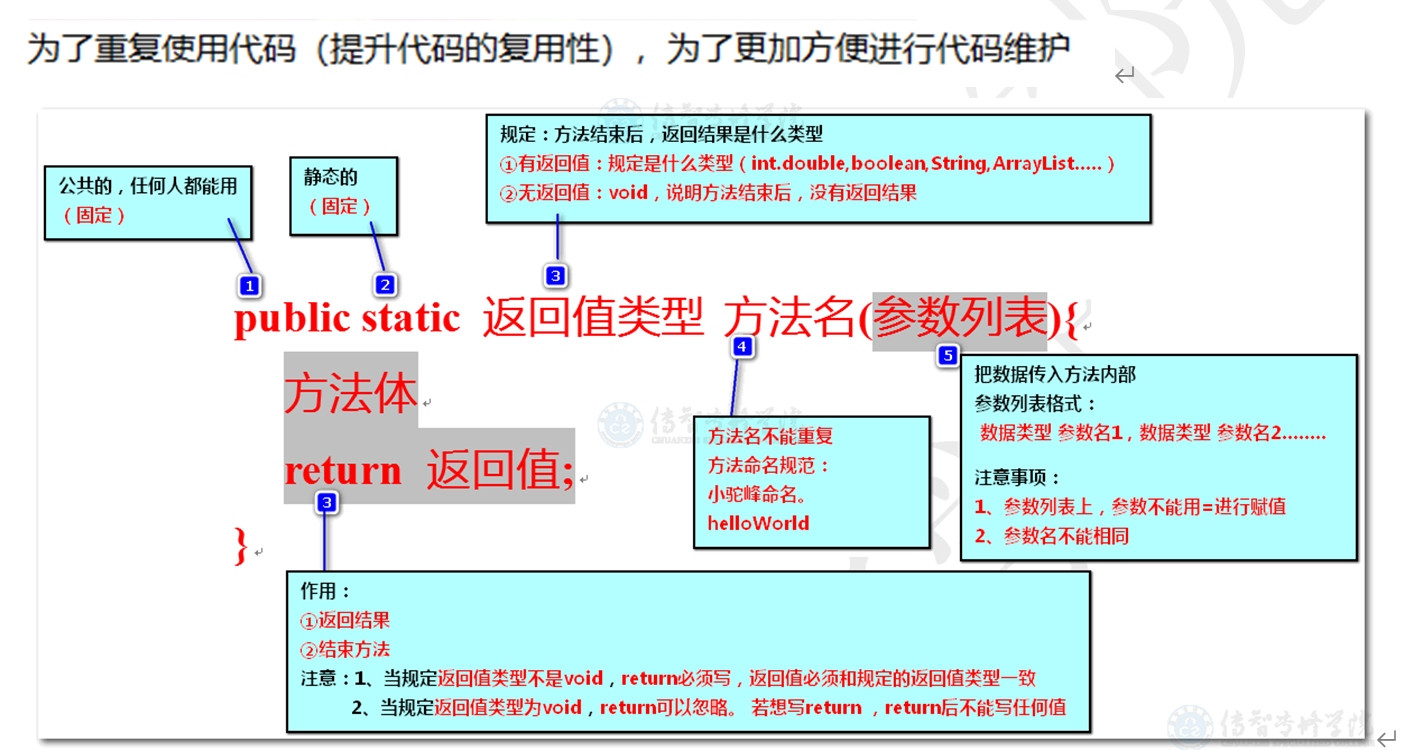 为了重复使用代码（提升代码的复用性），为了更加方便进行代码维护
公共的，任何人都能用
（固定）
静态的
（固定）
规定：方法结束后，返回结果是什么类型
①有返回值：规定是什么类型（int.double,boolean,String,ArrayList.....）
②无返回值：void，说明方法结束后，没有返回结果
1
2
3
public static 返回值类型 方法名(参数列表){
4
5
方法体
return 返回值;
3
}
方法名不能重复
方法命名规范：
小驼峰命名。
helloWorld
把数据传入方法内部
参数列表格式：
数据类型 参数名1，数据类型 参数名2........
注意事项：
1、参数列表上，参数不能用=进行赋值
2、参数名不能相同
作用：
①返回结果
②结束方法
注意：1、当规定返回值类型不是void，return必须写，返回值必须和规定的返回值类型一致
2、当规定返回值类型为void，return可以忽略。 若想写return ，return后不能写任何值
传智专修学院